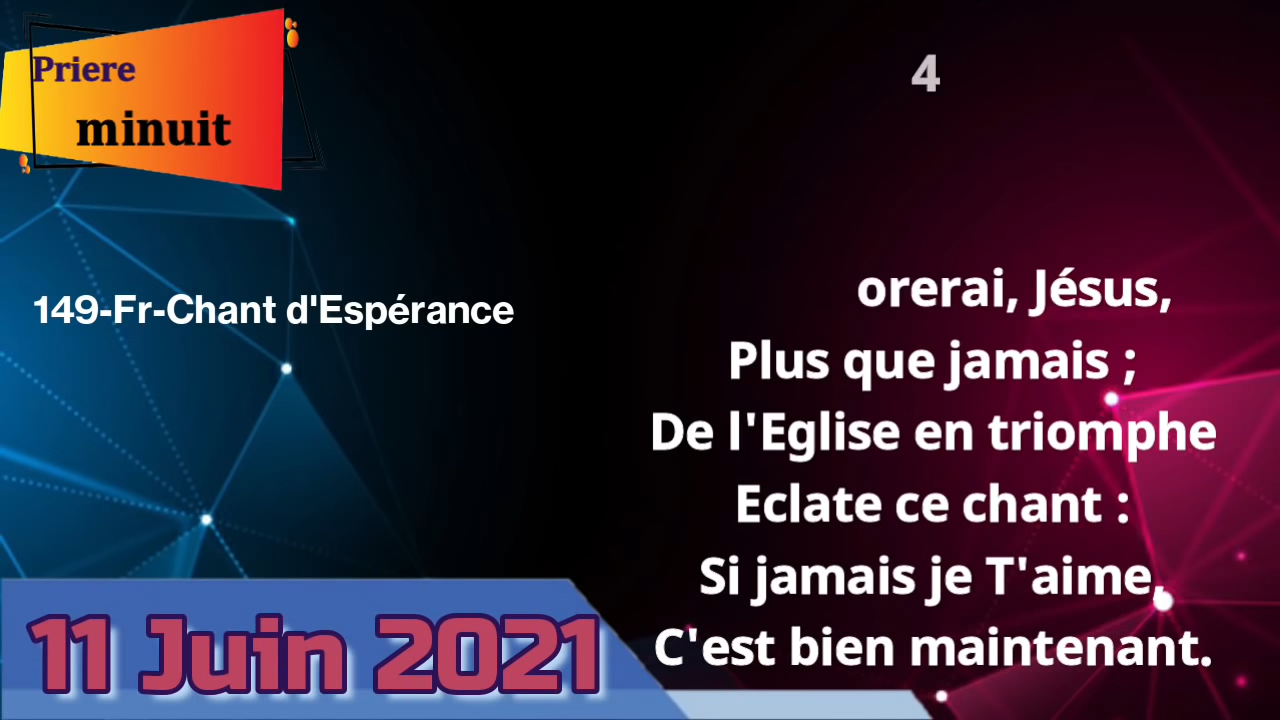 Priere
minuit
149-Fr-Chant d'Espérance
11 Juin 2021
4
orerai, Jésus,
Plus que jamais ;
De l'Eglise en triomphe
Eclate ce chant :
Si jamais je T'aime,
C'est bien maintenant.